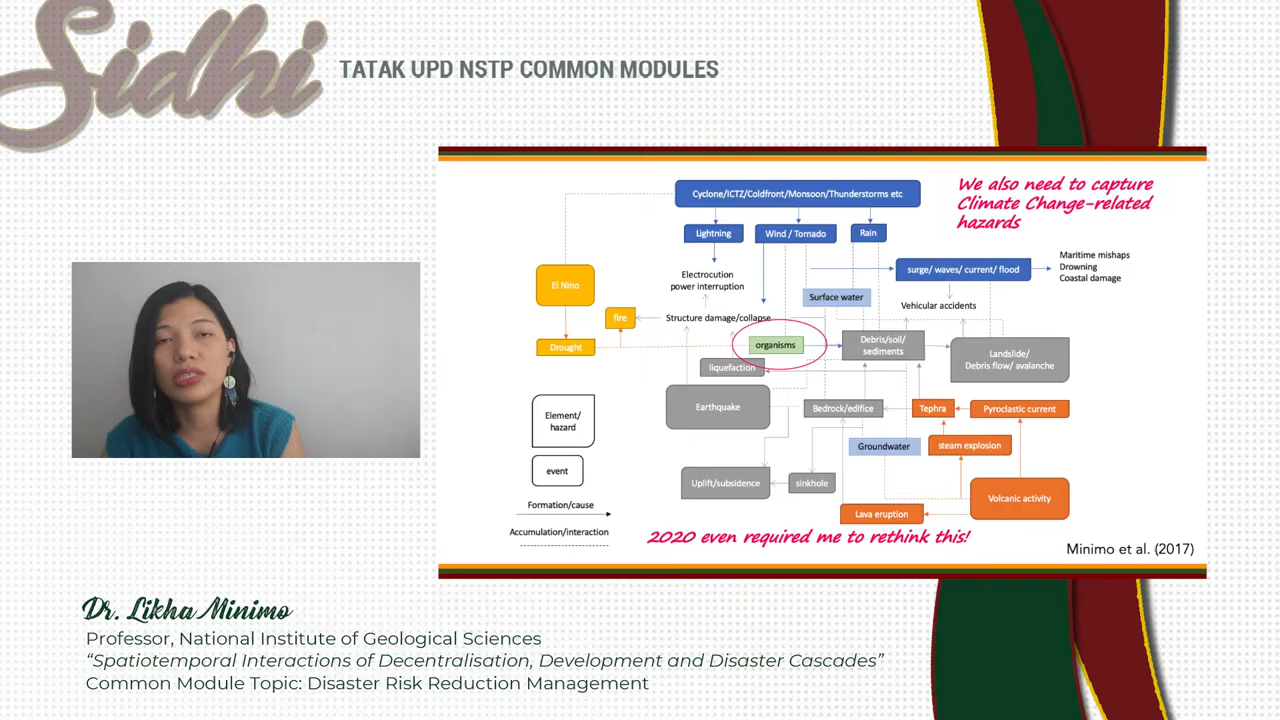 Sidhi
TATAK UPD NSTP COMMON MODULES
Cyclone/ICTZ/Coldfront/Monsoon/Thunderstorms etc
We also need to capture
Climate Change-related
hazards
Lightning
Wind / Tornado
Rain
Electrocution
power interruption
surge/ waves/ current/ flood
Maritime mishaps
Drowning
Coastal damage
El Nino
Surface water
Vehicular accidents
fire
Structure damage/collapse
Drought
organisms
Debris/soil/
sediments
Landslide/
Debris flow/ avalanche
liquefaction
Earthquake
Bedrock/edifice
Tephra
Pyroclastic current
Element/
hazard
Groundwater
steam explosion
event
Uplift/subsidence
sinkhole
Volcanic activity
Formation/cause
Lava eruption
Accumulation/interaction
2020 even required me to rethink this!
Minimo et al. (2017)
Dr. Likha Minimo
Professor, National Institute of Geological Sciences
“Spatiotemporal Interactions of Decentralisation, Development and Disaster Cascades”
Common Module Topic: Disaster Risk Reduction Management